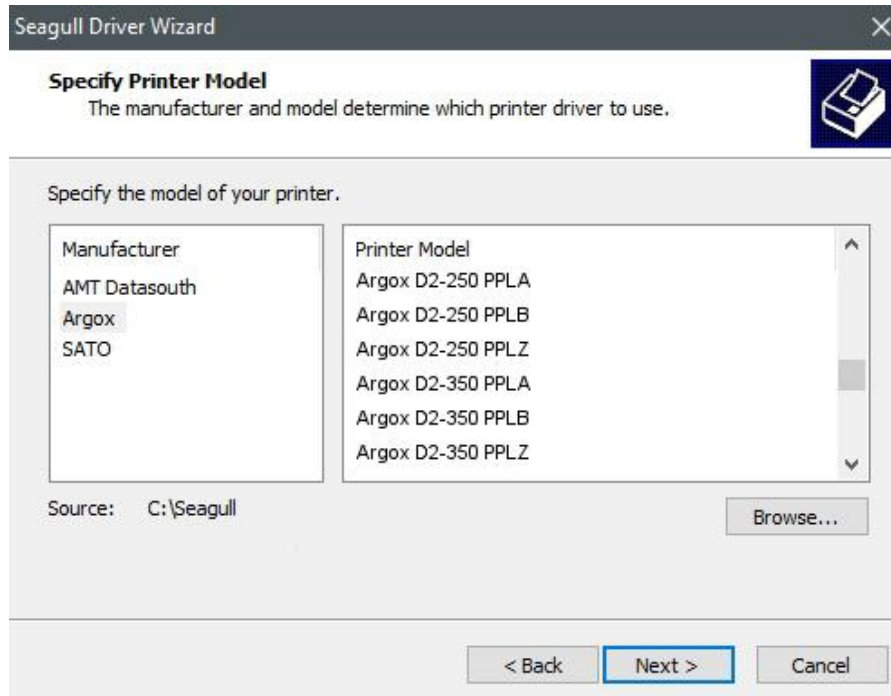 Seagull Driver Wizard
Specify Printer Model
The manufacturer and model determine which printer driver to use.
Specify the model of your printer.
Manufacturer
AMT Datasouth
Argox
SATO
Printer Model
Argox D2-250 PPLA
Argox D2-250 PPLB
Argox D2-250 PPLZ
Argox D2-350 PPLA
Argox D2-350 PPLB
Argox D2-350 PPLZ
Source: C:\Seagull
Browse...
< Back
Next >
Cancel